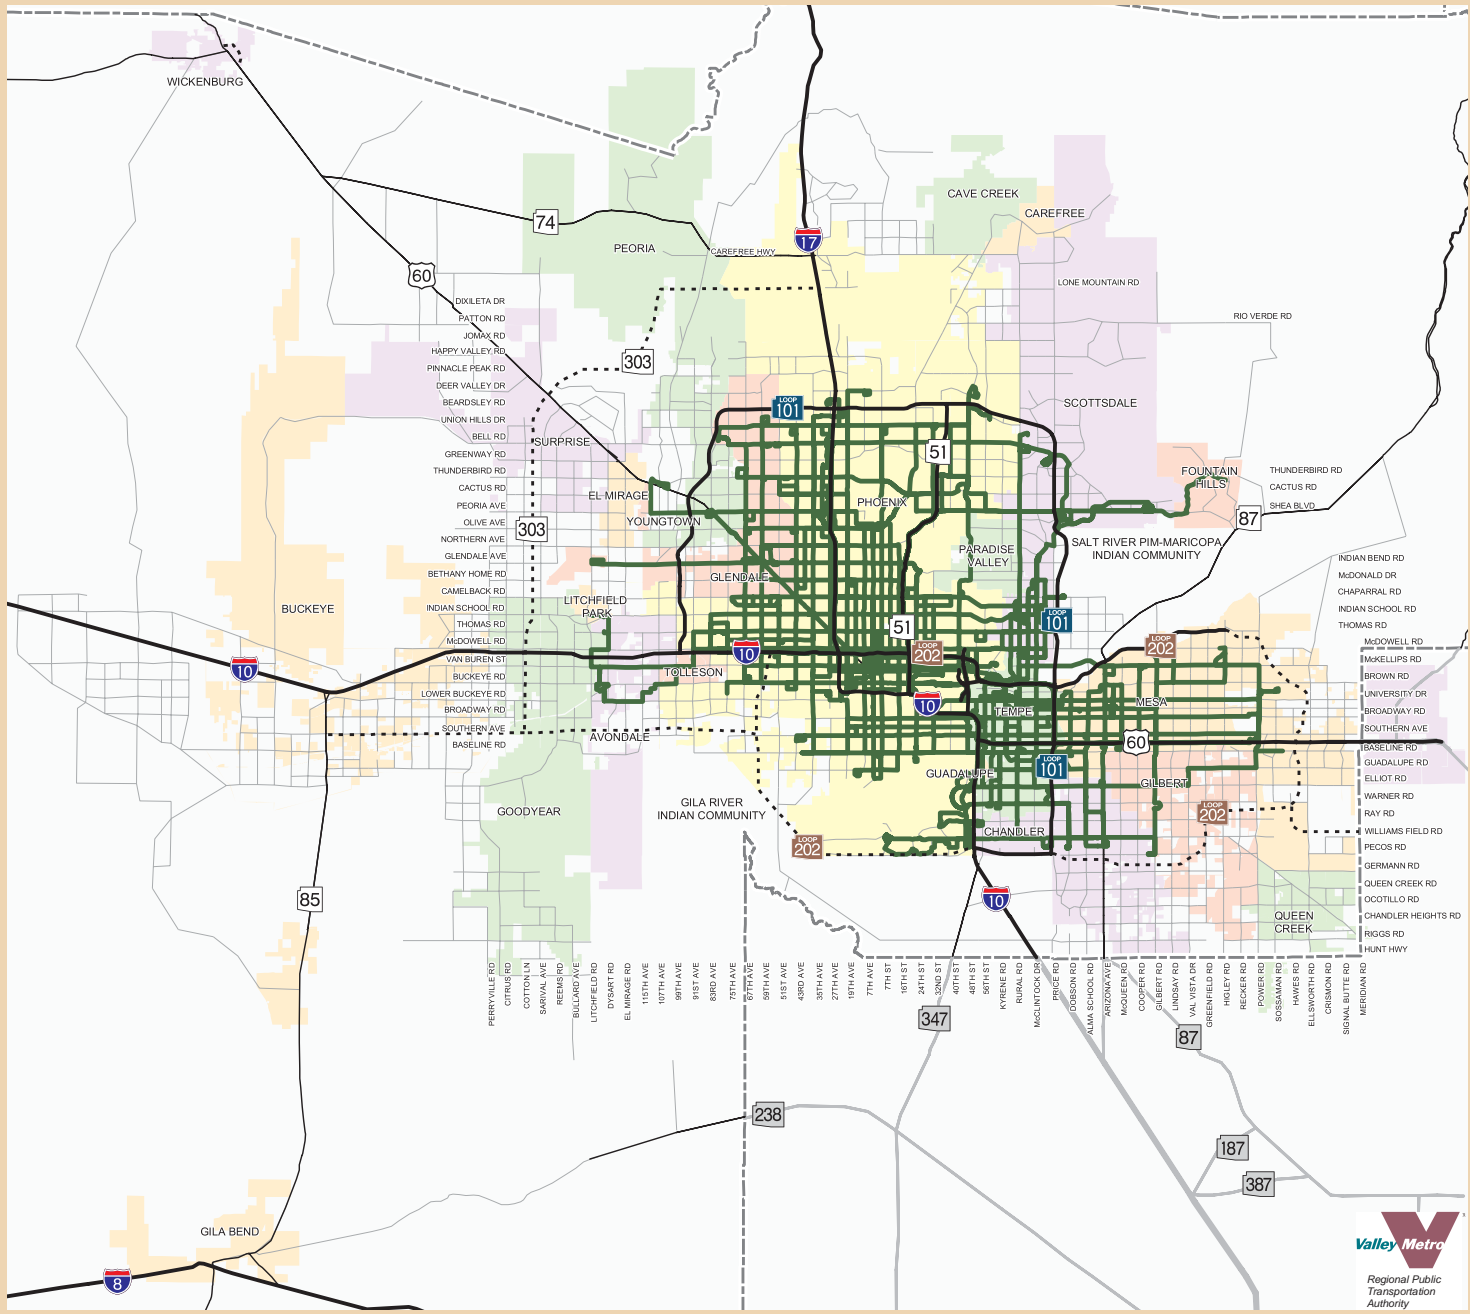 WICKENBURG
CAVE CREEK
CAREFREE
74
17
PEORIA
CAREFREE HWY
60
LONE MOUNTAIN RD
RIO VERDE RD
DIXILETA DR
PATTON RD
JOMAX RD
HAPPY VALLEY RD
PINNACLE PEAK RD
DEER VALLEY DR
BEARDSLEY RD
UNION HILLS DR
BELL RD
GREENWAY RD
THUNDERBIRD RD
CACTUS RD
PEORIA AVE
OLIVE AVE
NORTHERN AVE
GLENDALE AVE
BETHANY HOME RD
CAMELBACK RD
INDIAN SCHOOL RD
THOMAS RD
McDOWELL RD
VAN BUREN ST
BUCKEYE RD
LOWER BUCKEYE RD
BROADWAY RD
SOUTHERN AVE
BASELINE RD
303
LOOP
101
SCOTTSDALE
SURPRISE
51
FOUNTAIN
HILLS
THUNDERBIRD RD
CACTUS RD
SHEA BLVD
EL MIRAGE
YOUNGTOWN
PHOENIX
87
303
PARADISE
VALLEY
SALT RIVER PIM-MARICOPA
INDIAN COMMUNITY
GLENDALE
BUCKEYE
LITCHFIELD
PARK
INDIAN BEND RD
McDONALD DR
CHAPARRAL RD
INDIAN SCHOOL RD
THOMAS RD
McDOWELL RD
McKELLIPS RD
BROWN RD
UNIVERSITY DR
BROADWAY RD
SOUTHERN AVE
BASELINE RD
GUADALUPE RD
ELLIOT RD
WARNER RD
RAY RD
WILLIAMS FIELD RD
PECOS RD
GERMANN RD
QUEEN CREEK RD
OCOTILLO RD
CHANDLER HEIGHTS RD
RIGGS RD
HUNT HWY
51
LOOP
101
LOOP
202
LOOP
202
10
10
TOLLESON
10
TEMPE
MESA
AVONDALE
60
GUADALUPE
LOOP
101
GILBERT
GOODYEAR
GILA RIVER
INDIAN COMMUNITY
LOOP
202
CHANDLER
LOOP
202
85
10
QUEEN
CREEK
PERRYVILLE RD
CITRUS RD
COTTON LN
SARIVAL AVE
REEMS RD
BULLARD AVE
LITCHFIELD RD
DYSART RD
EL MIRAGE RD
115TH AVE
107TH AVE
99TH AVE
91ST AVE
83RD AVE
75TH AVE
67TH AVE
59TH AVE
51ST AVE
43RD AVE
35TH AVE
27TH AVE
19TH AVE
7TH AVE
7TH ST
16TH ST
24TH ST
32ND ST
40TH ST
48TH ST
56TH ST
KYRENE RD
RURAL RD
McCLINTOCK DR
PRICE RD
DOBSON RD
ALMA SCHOOL RD
ARIZONA AVE
McQUEEN RD
COOPER RD
GILBERT RD
LINDSAY RD
VAL VISTA DR
GREENFIELD RD
HIGLEY RD
RECKER RD
POWER RD
SOSSAMAN RD
HAWES RD
ELLSWORTH RD
CRISMON RD
SIGNAL BUTTE RD
MERIDIAN RD
347
87
238
187
387
GILA BEND
8
Valley Metro
Regional Public
Transportation
Authority